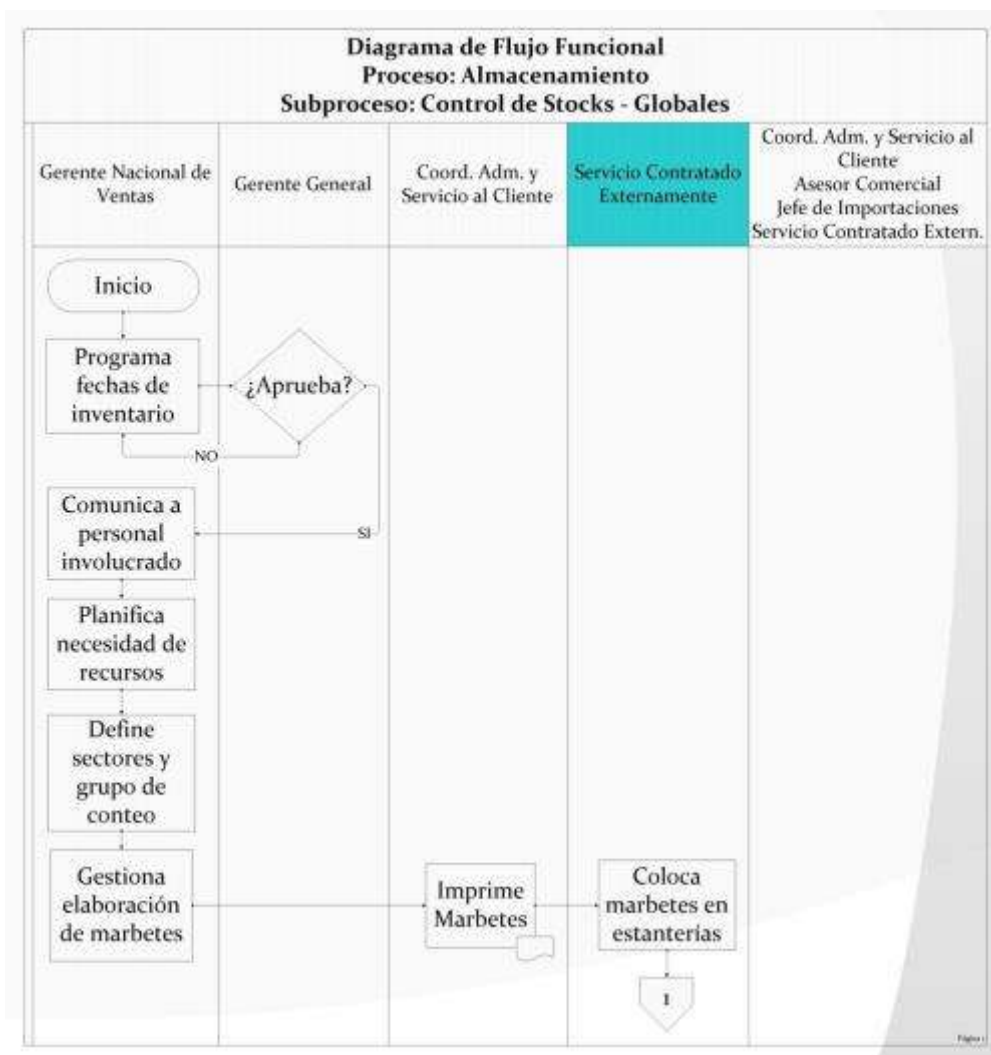 Diagrama de Flujo Funcional
Proceso: Almacenamiento
Subproceso: Control de Stocks - Globales
Gerente Nacional de
Ventas
Gerente General
Coord. Adm. y
Servicio al Cliente
Servicio Contratado
Externamente
Coord. Adm. y Servicio al
Cliente
Asesor Comercial
Jefe de Importaciones
Servicio Contratado Extern.
Inicio
Programa
fechas de
inventario
¿Aprueba?
NO
Comunica a
personal
involucrado
SI
Planifica
necesidad de
recursos
Define
sectores y
grupo de
conteo
Gestiona
elaboración
de marbetes
Imprime
Marbetes
Coloca
marbetes en
estanterías
1
Página 1